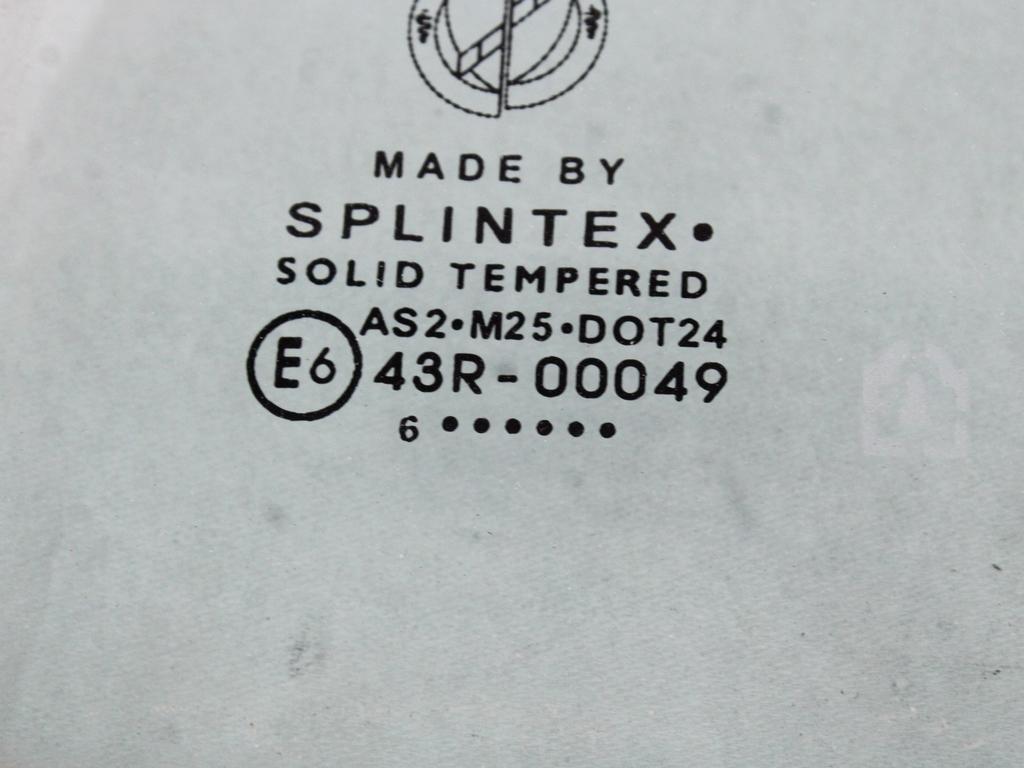 MADE BY
SPLINTEX•
SOLID TEMPERED
AS2•M25•DOT24
E6 43R-00049
6 ••••••